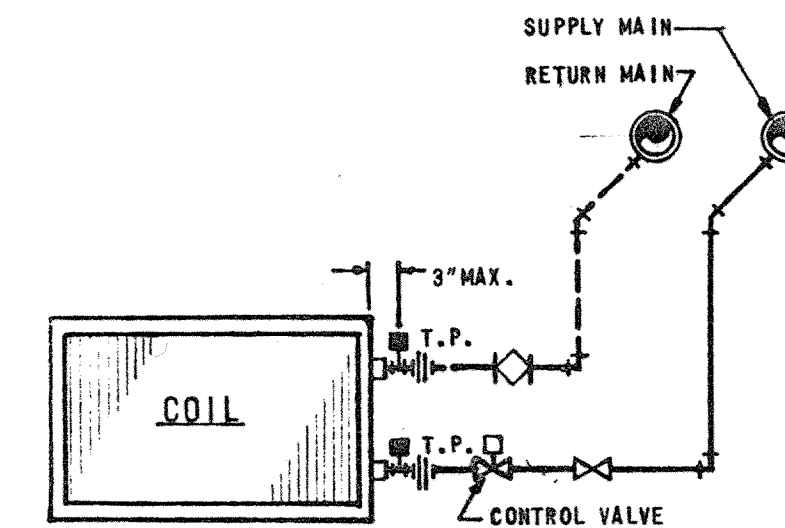 SUPPLY MAIN
RETURN MAIN
3" MAX.
T.P.
COIL
T.P.
CONTROL VALVE